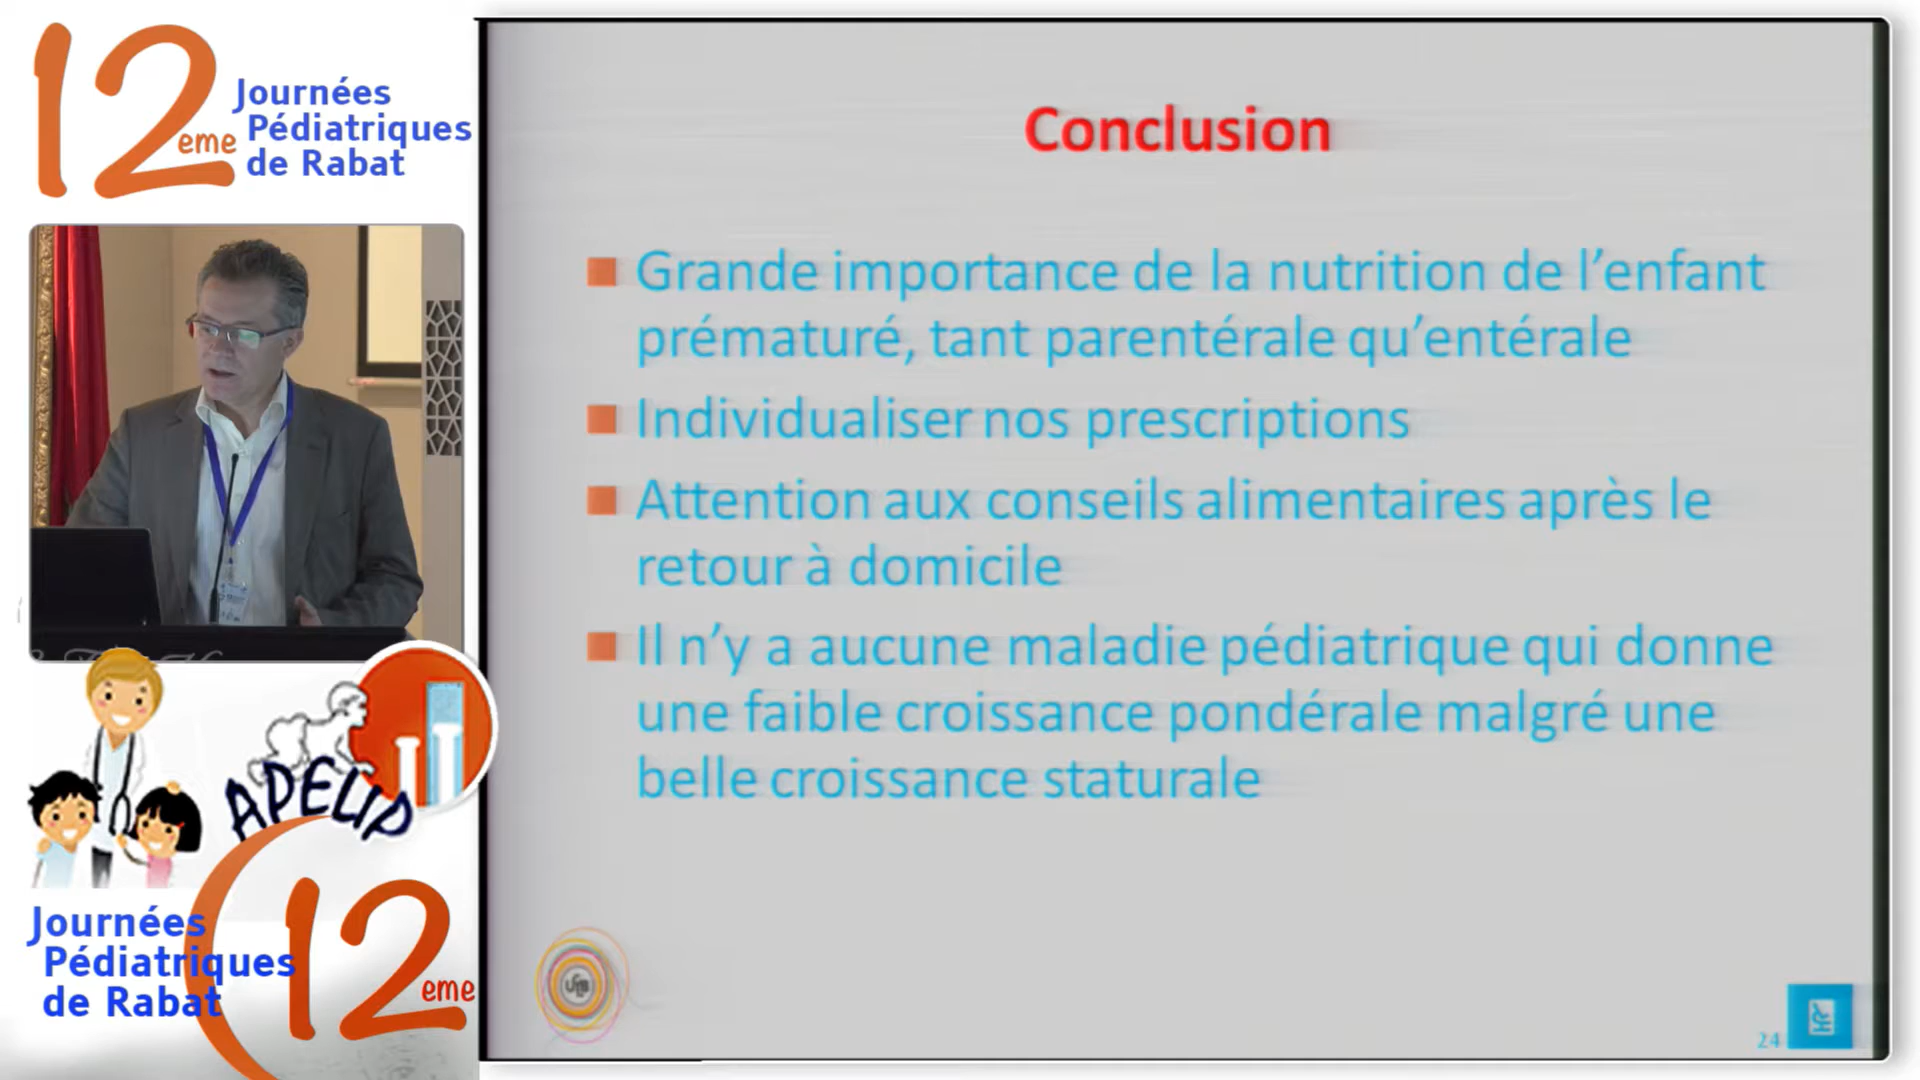 12eme
Journées
Pédiatriques
de Rabat
APELIP
Journées
Pédiatriques
de Rabat
12eme
Conclusion
Grande importance de la nutrition de l’enfant
prématuré, tant parentérale qu’entérale
Individualiser nos prescriptions
Attention aux conseils alimentaires après le
retour à domicile
Il n’y a aucune maladie pédiatrique qui donne
une faible croissance pondérale malgré une
belle croissance staturale
24